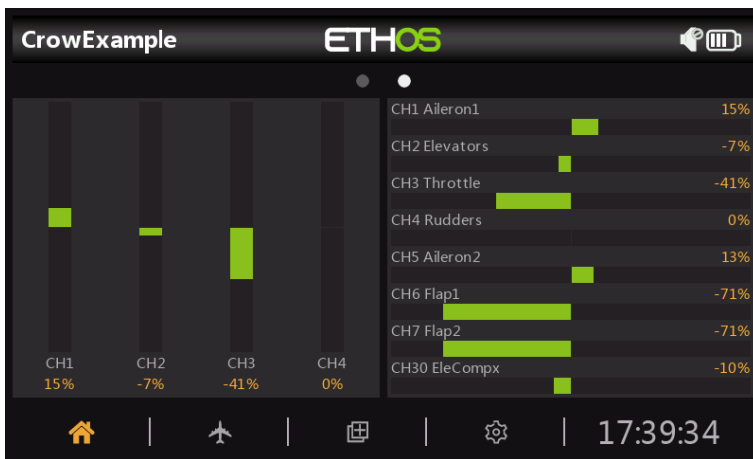 CrowExample ETHOS
CH1 CH2 CH3 CH4
15% -7% -41% 0%
CH1 Aileron1 15%
CH2 Elevators -7%
CH3 Throttle -41%
CH4 Rudders 0%
CH5 Aileron2 13%
CH6 Flap1 -71%
CH7 Flap2 -71%
CH30 EleCompx -10%
17:39:34